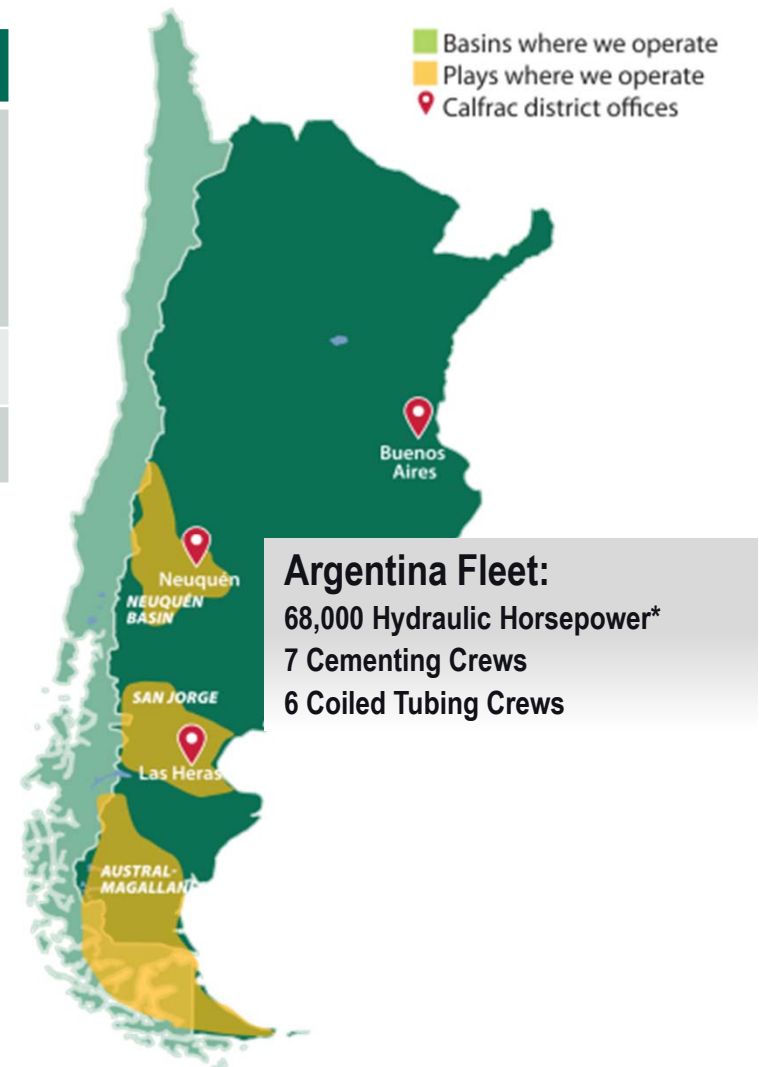 Basins where we operate
Plays where we operate
Calfrac district offices
Buenos
Aires
Neuquén
NEUQUÉN
BASIN
Argentina Fleet:
68,000 Hydraulic Horsepower*
7 Cementing Crews
6 Coiled Tubing Crews
SAN JORGE
Las Heras
AUSTRAL-
MAGALLAN